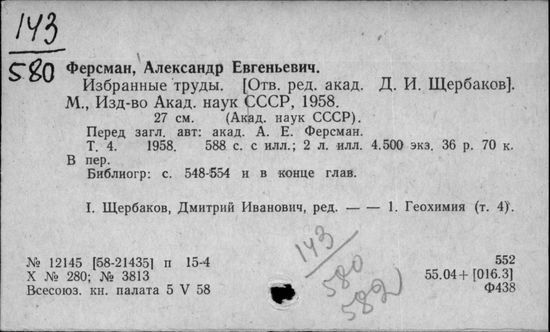 143
580
Ферсман, Александр Евгеньевич.
Избранные труды. [Отв. ред. акад. Д. И. Щербаков].
М., Изд-во Акад. наук СССР, 1958.
27 см. (Акад. наук СССР).
Перед загл. авт: акад. А. Е. Ферсман.
Т. 4. 1958. 588 с. с илл.; 2 л. илл. 4.500 экз. 36 р. 70 к.
В пер.
Библиогр: с. 548-554 и в конце глав.
I. Щербаков, Дмитрий Иванович, ред. — — 1. Геохимия (т. 4).
№ 12145 [58-21435] п 15-4
552
Х № 280; № 3813
55.04+[016.3]
Всесоюз. кн. палата 5 V 58
Ф438
143
580
582